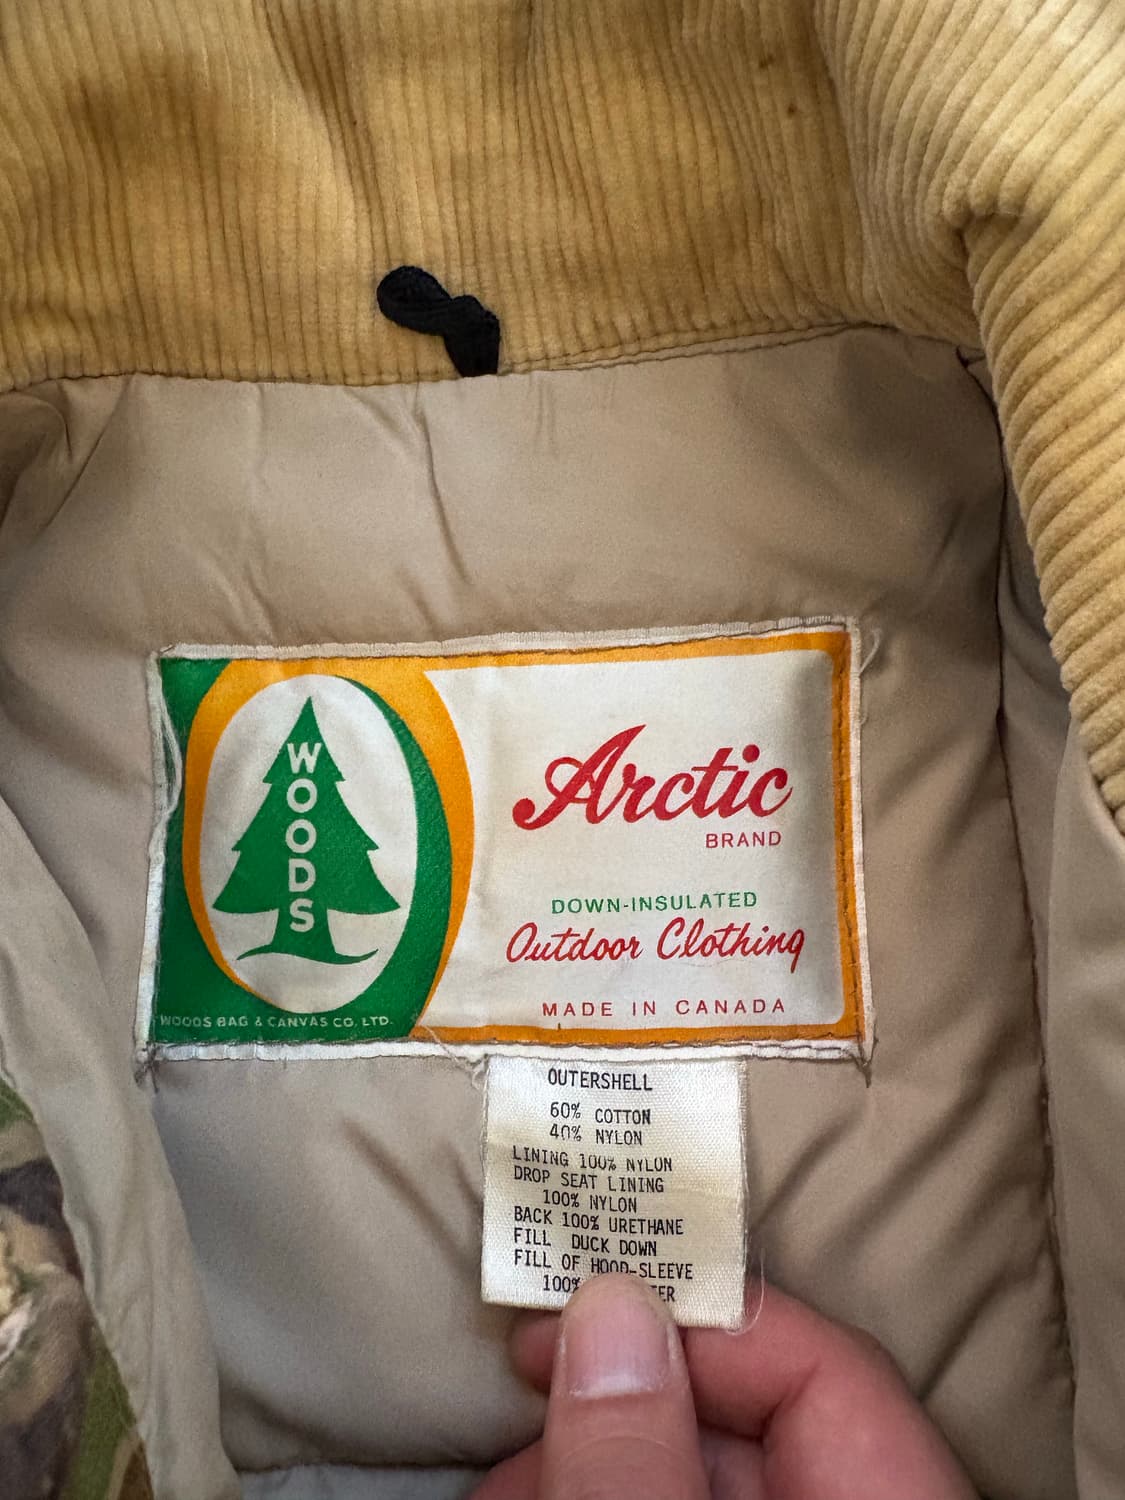 WOODS
WOODS BAG & CANVAS CO. LTD.
Arctic
BRAND
DOWN-INSULATED
Outdoor Clothing
MADE IN CANADA
OUTERSHELL
60% COTTON
40% NYLON
LINING 100% NYLON
DROP SEAT LINING
100% NYLON
BACK 100% URETHANE
FILL DUCK DOWN
FILL OF HOOD-SLEEVE
100%